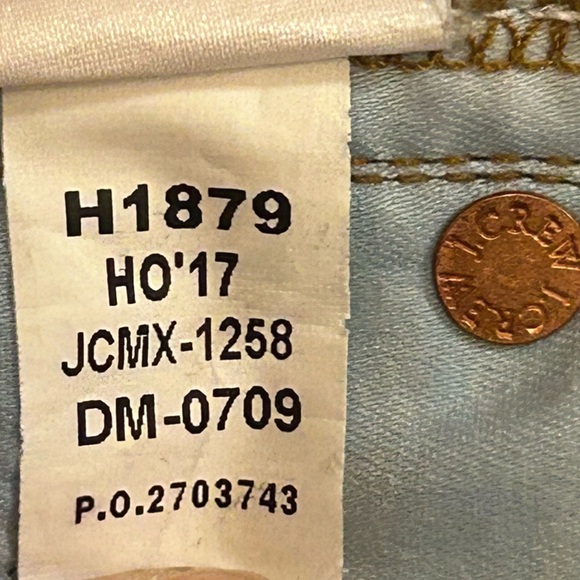 H1879
HO'17
JCMX-1258
DM-0709
P.O.2703743
J.CREW J.CREW